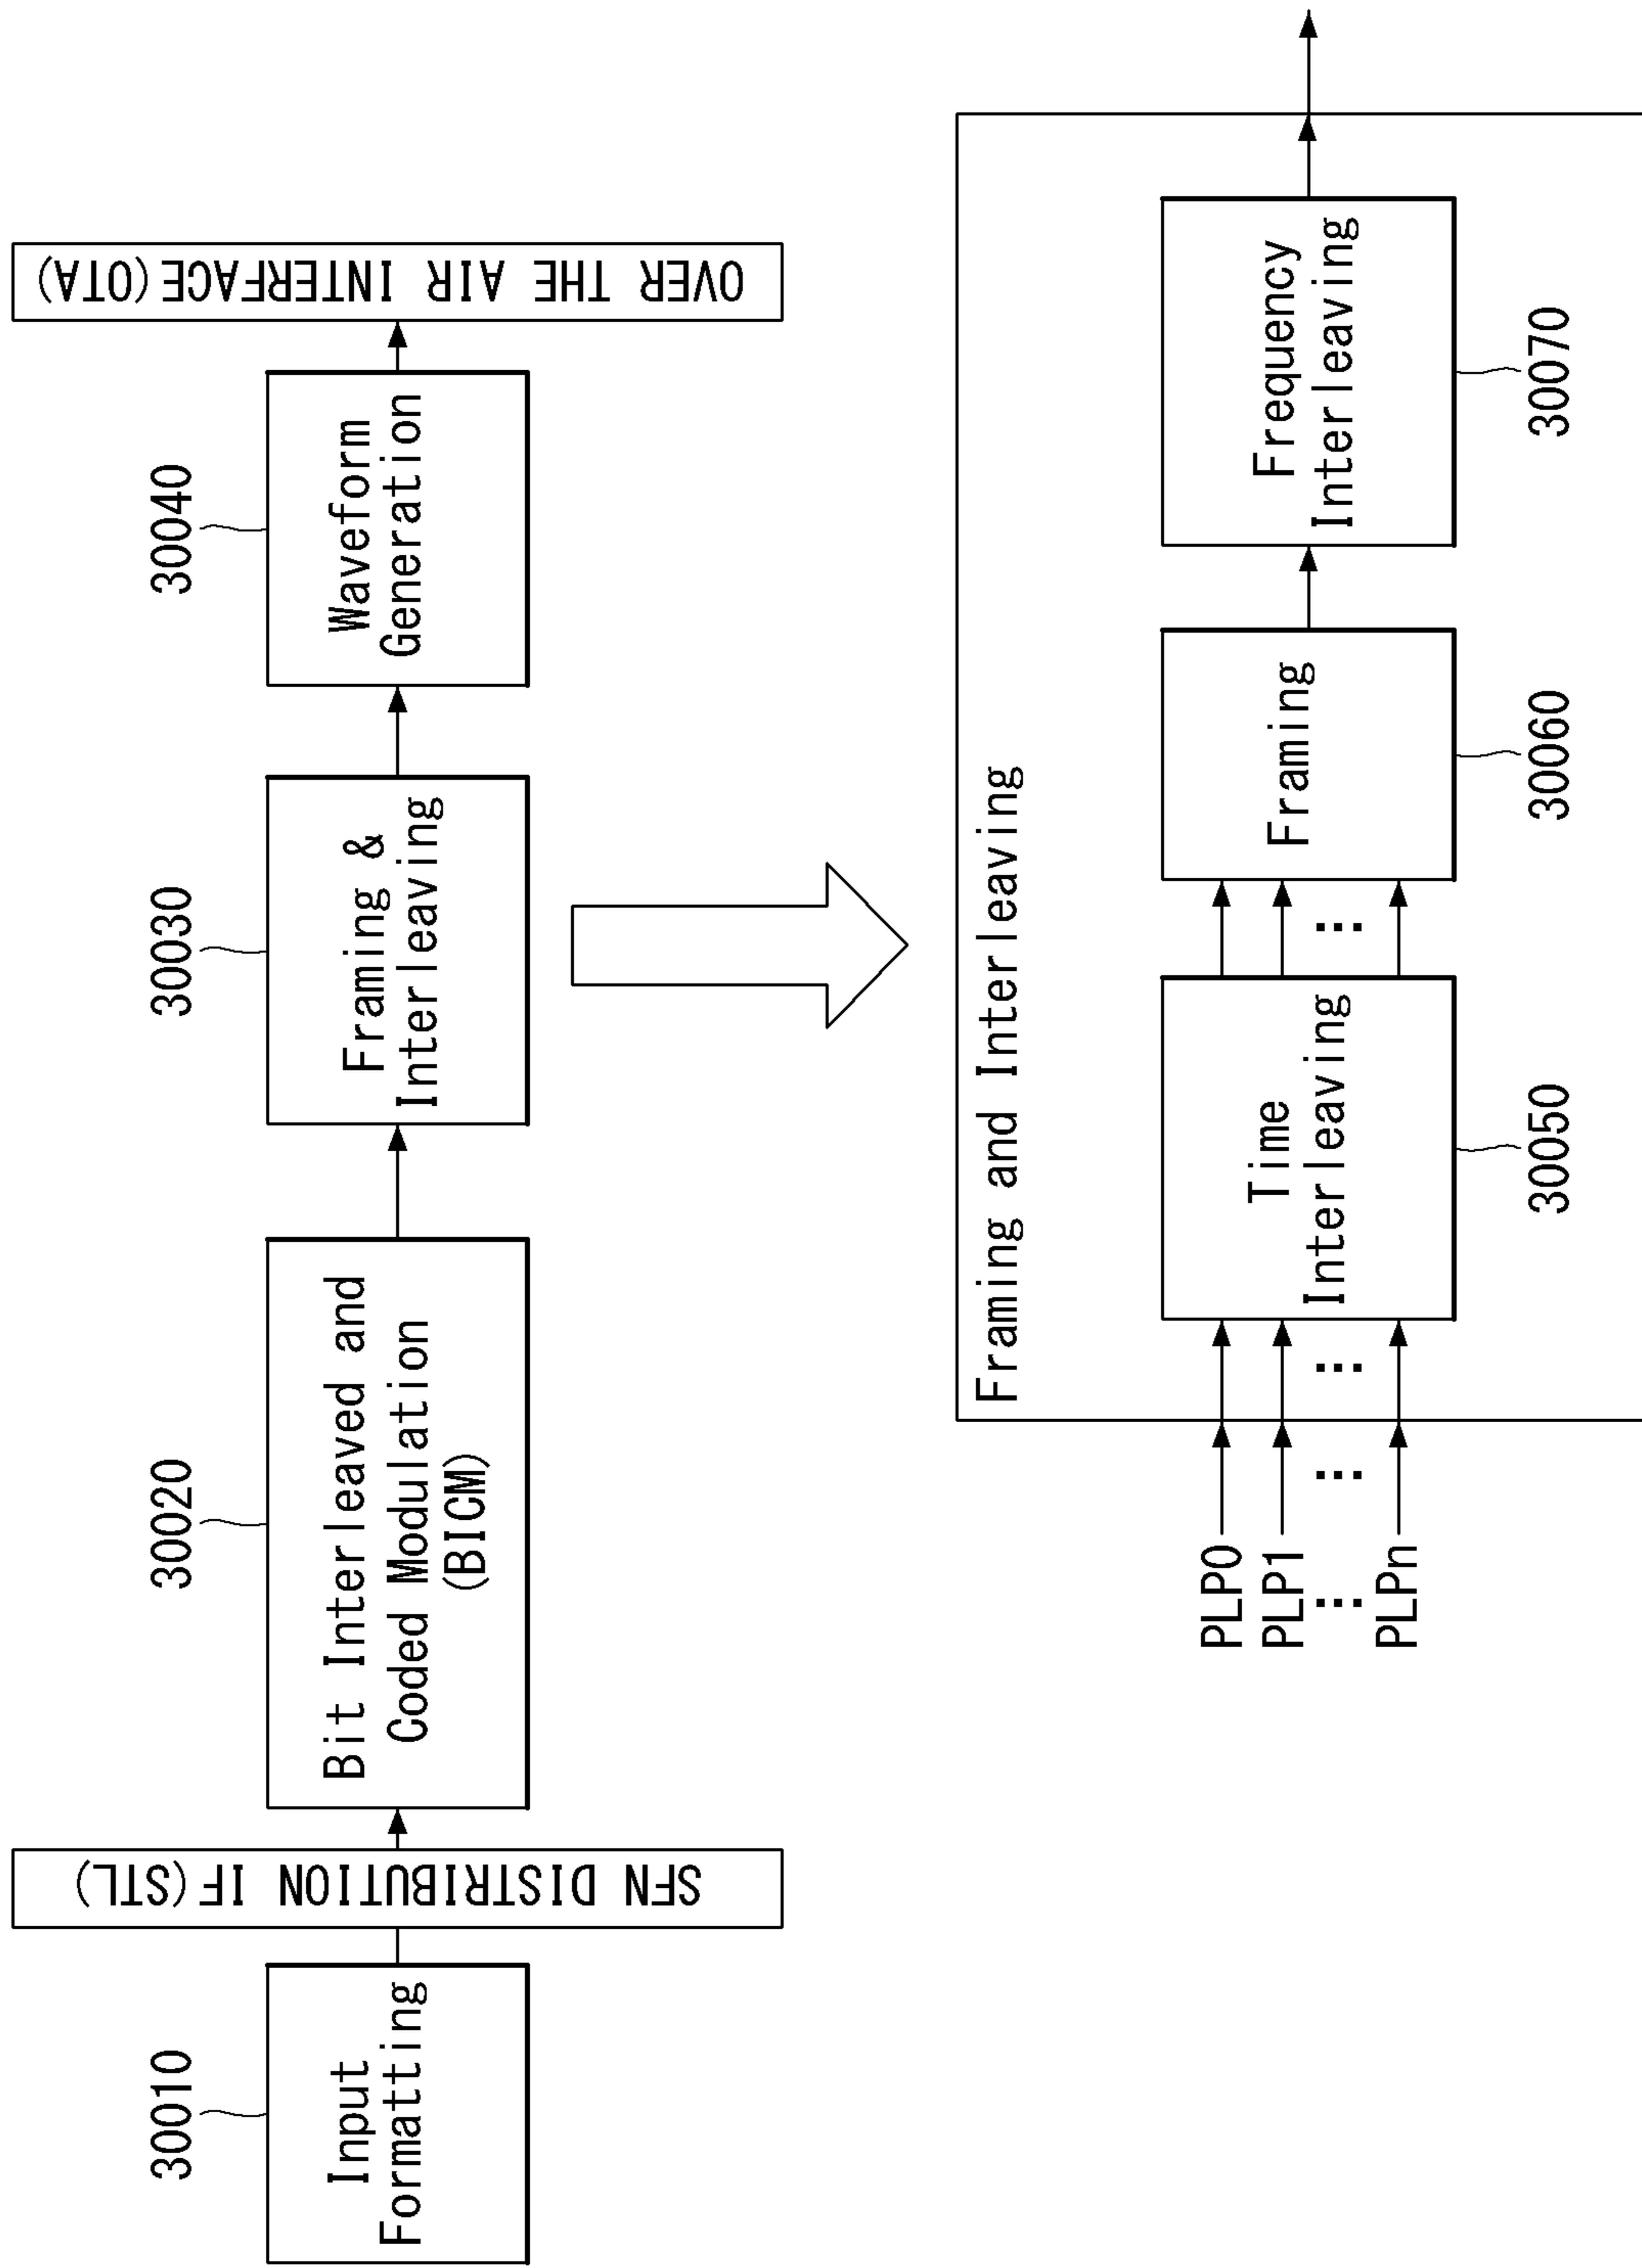 30010
Input
Formatting
SFN DISTRIBUTION IF(STL)
30020
Bit Interleaved and
Coded Modulation
(BICM)
30030
Framing &
Interleaving
30040
Waveform
Generation
OVER THE AIR INTERFACE(OTA)
Framing and Interleaving
PLP0
PLP1
⋮
PLPn
Time
Interleaving
30050
Framing
30060
Frequency
Interleaving
30070